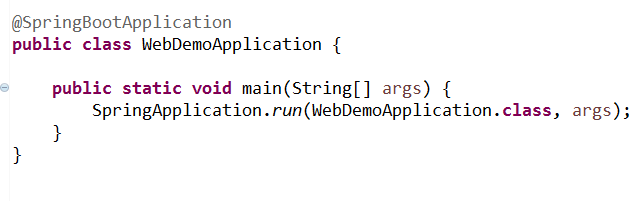 @SpringBootApplication
public class WebDemoApplication {
public static void main(String[] args) {
SpringApplication.run(WebDemoApplication.class, args);
}
}